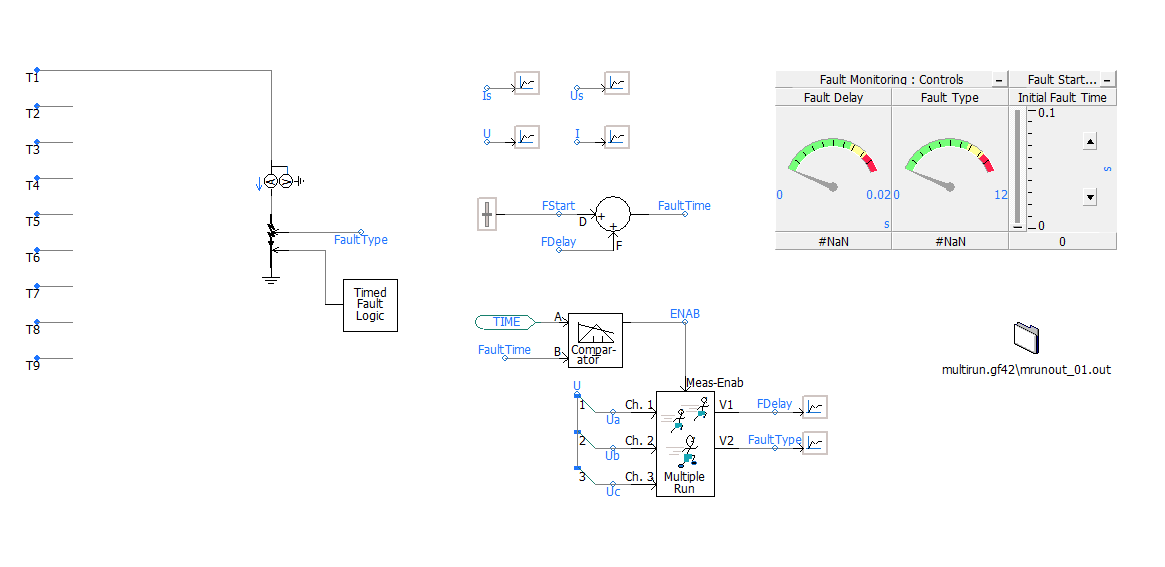 T1
T2
T3
T4
T5
T6
T7
T8
T9
A
V
FaultType
Timed
Fault
Logic
Is
Us
U
I
FStart
D
+
+
F
FaultTime
FDelay
TIME
A
FaultTime
B
Compar-
ator
ENAB
Meas-Enab
U
1
Ua
Ch. 1
2
Ub
Ch. 2
3
Uc
Ch. 3
Multiple
Run
V1
FDelay
V2
FaultType
Fault Monitoring : Controls
Fault Start...
Fault Delay
Fault Type
Initial Fault Time
0
0.02
s
#NaN
0
12
#NaN
0.1
0
s
0
multirun.gf42\mrunout_01.out